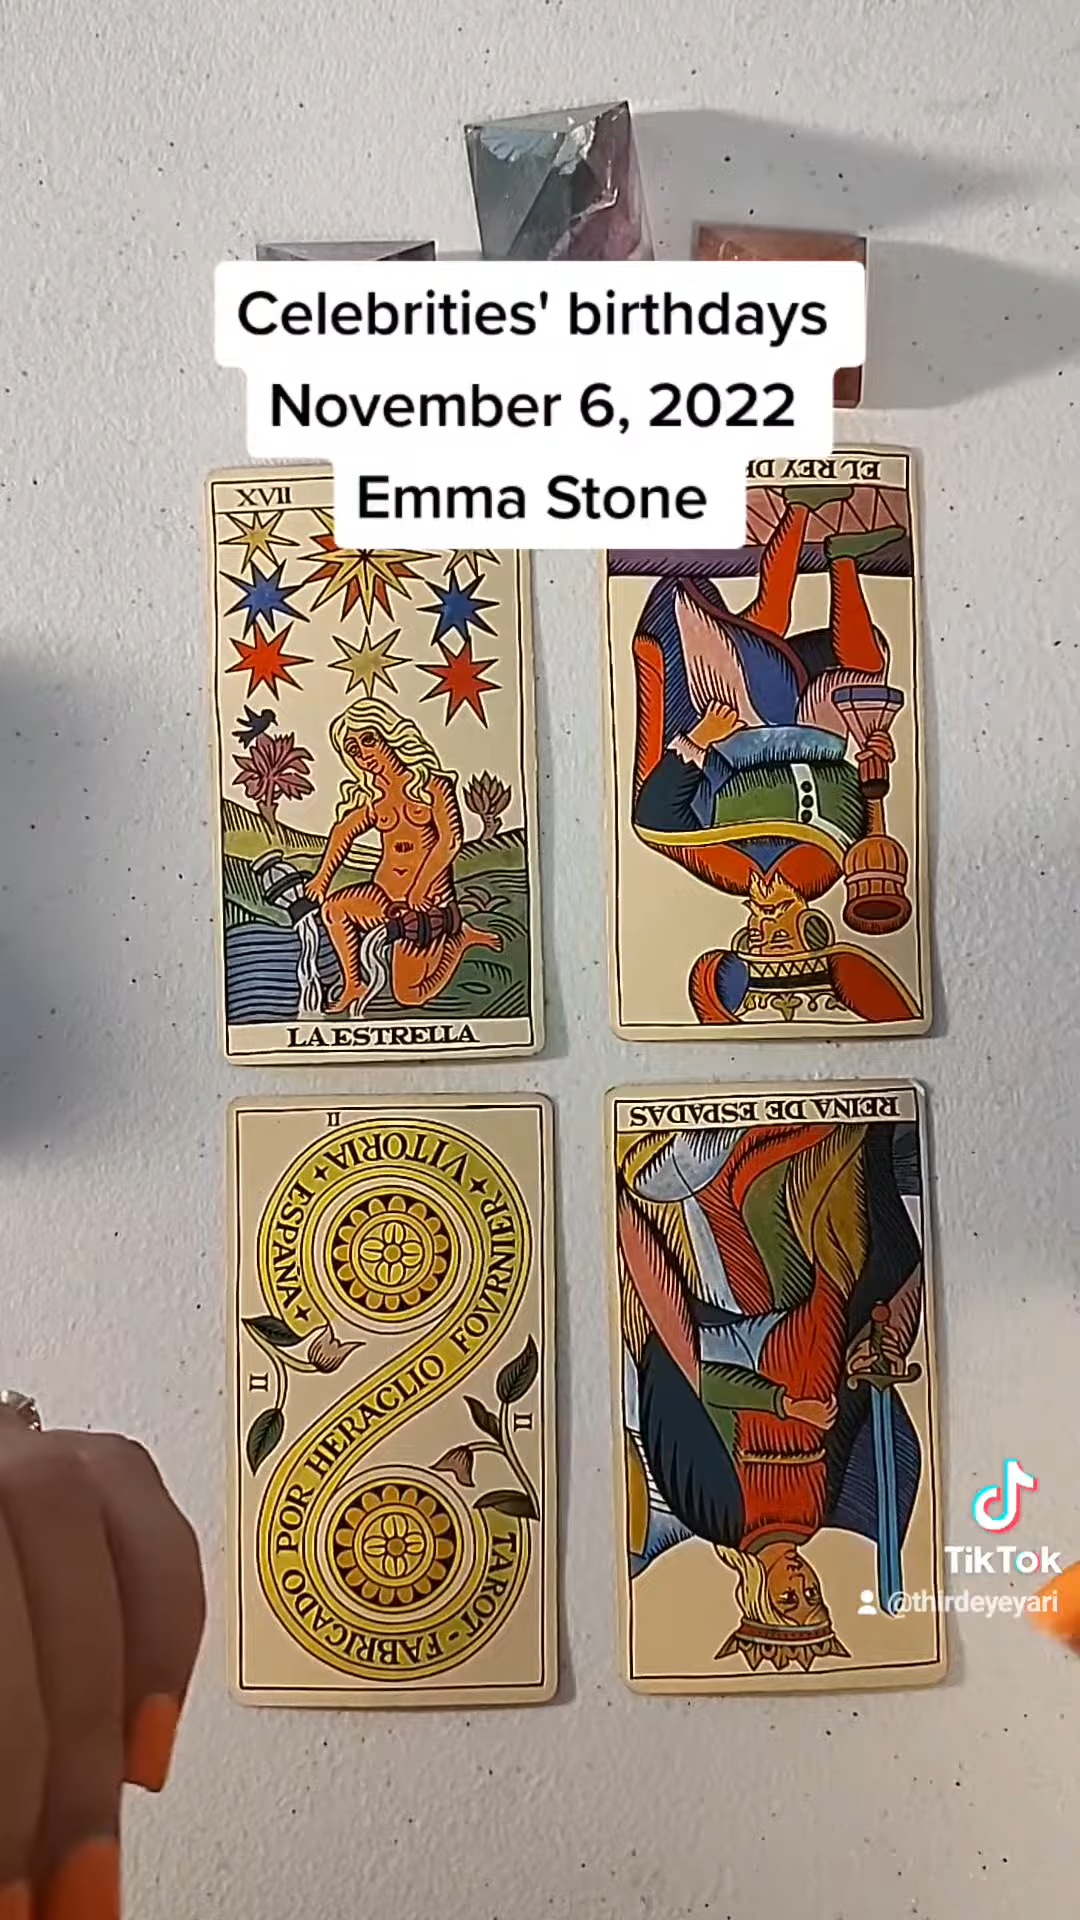 Celebrities' birthdays
November 6, 2022
Emma Stone
XVII
EL REY DE
LA ESTRELLA
II
VITORIA ✦ ESPAÑA ✦
II
II
TAROT - FABRICADO POR HERACLIO FOVRNIER ✦
REINA DE ESPADAS
TikTok
@thirdeyeyari